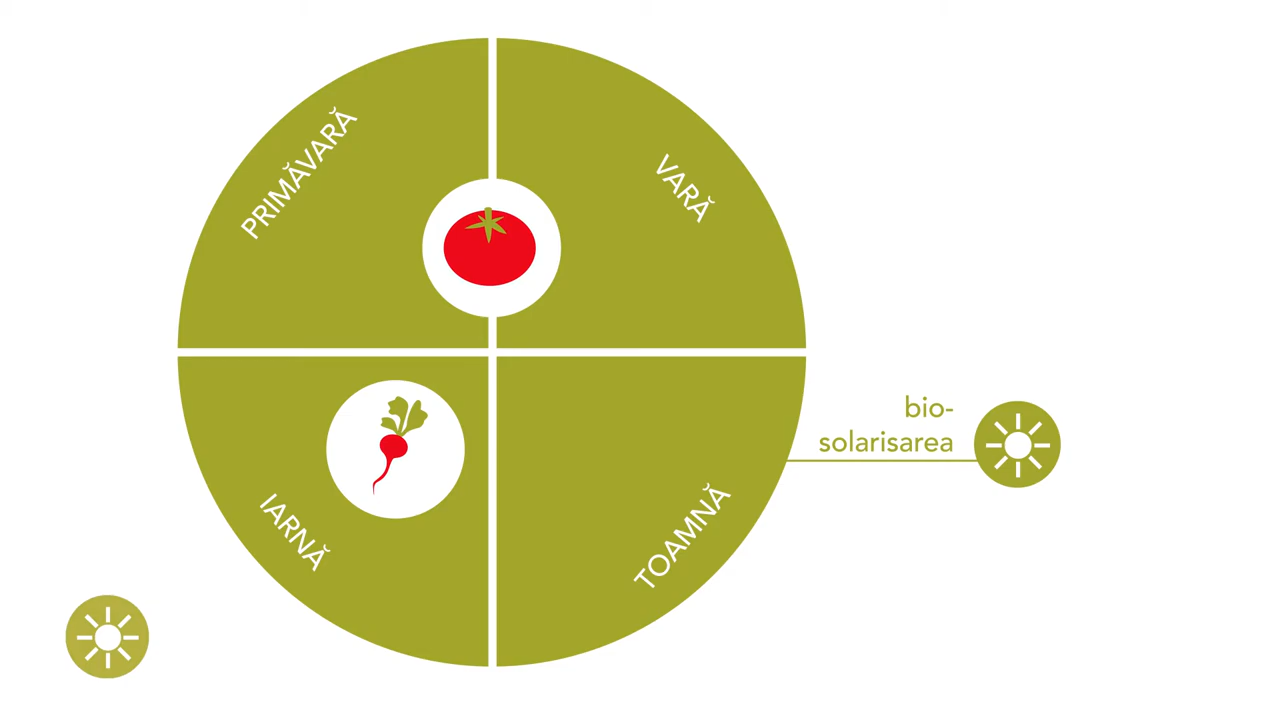 PRIMĂVARĂ
VARĂ
bio-
solarisarea
IARNĂ
TOAMNĂ